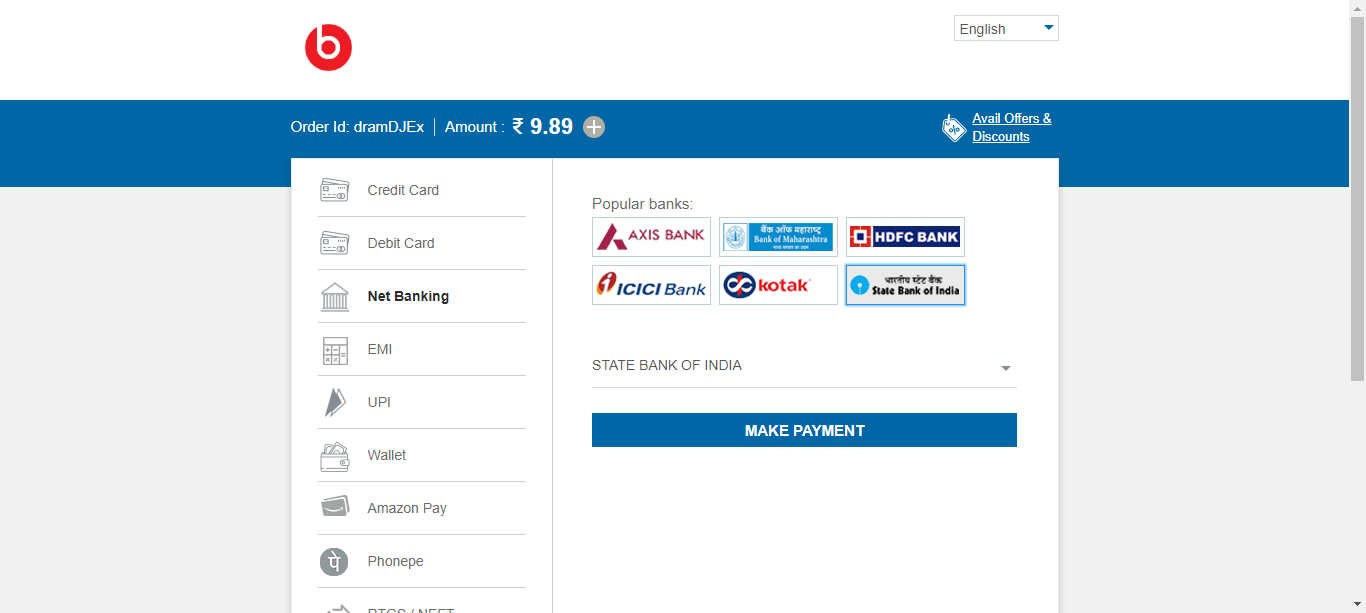 b
English
Order Id: dramDJEx
Amount : ₹ 9.89
Avail Offers &
Discounts
Credit Card
Debit Card
Net Banking
EMI
UPI
Wallet
Amazon Pay
पे
Phonepe
Popular banks:
AXIS BANK
बैंक ऑफ महाराष्ट्र
Bank of Maharashtra
HDFC BANK
ICICI Bank
kotak
भारतीय स्टेट बैंक
State Bank of India
STATE BANK OF INDIA
MAKE PAYMENT